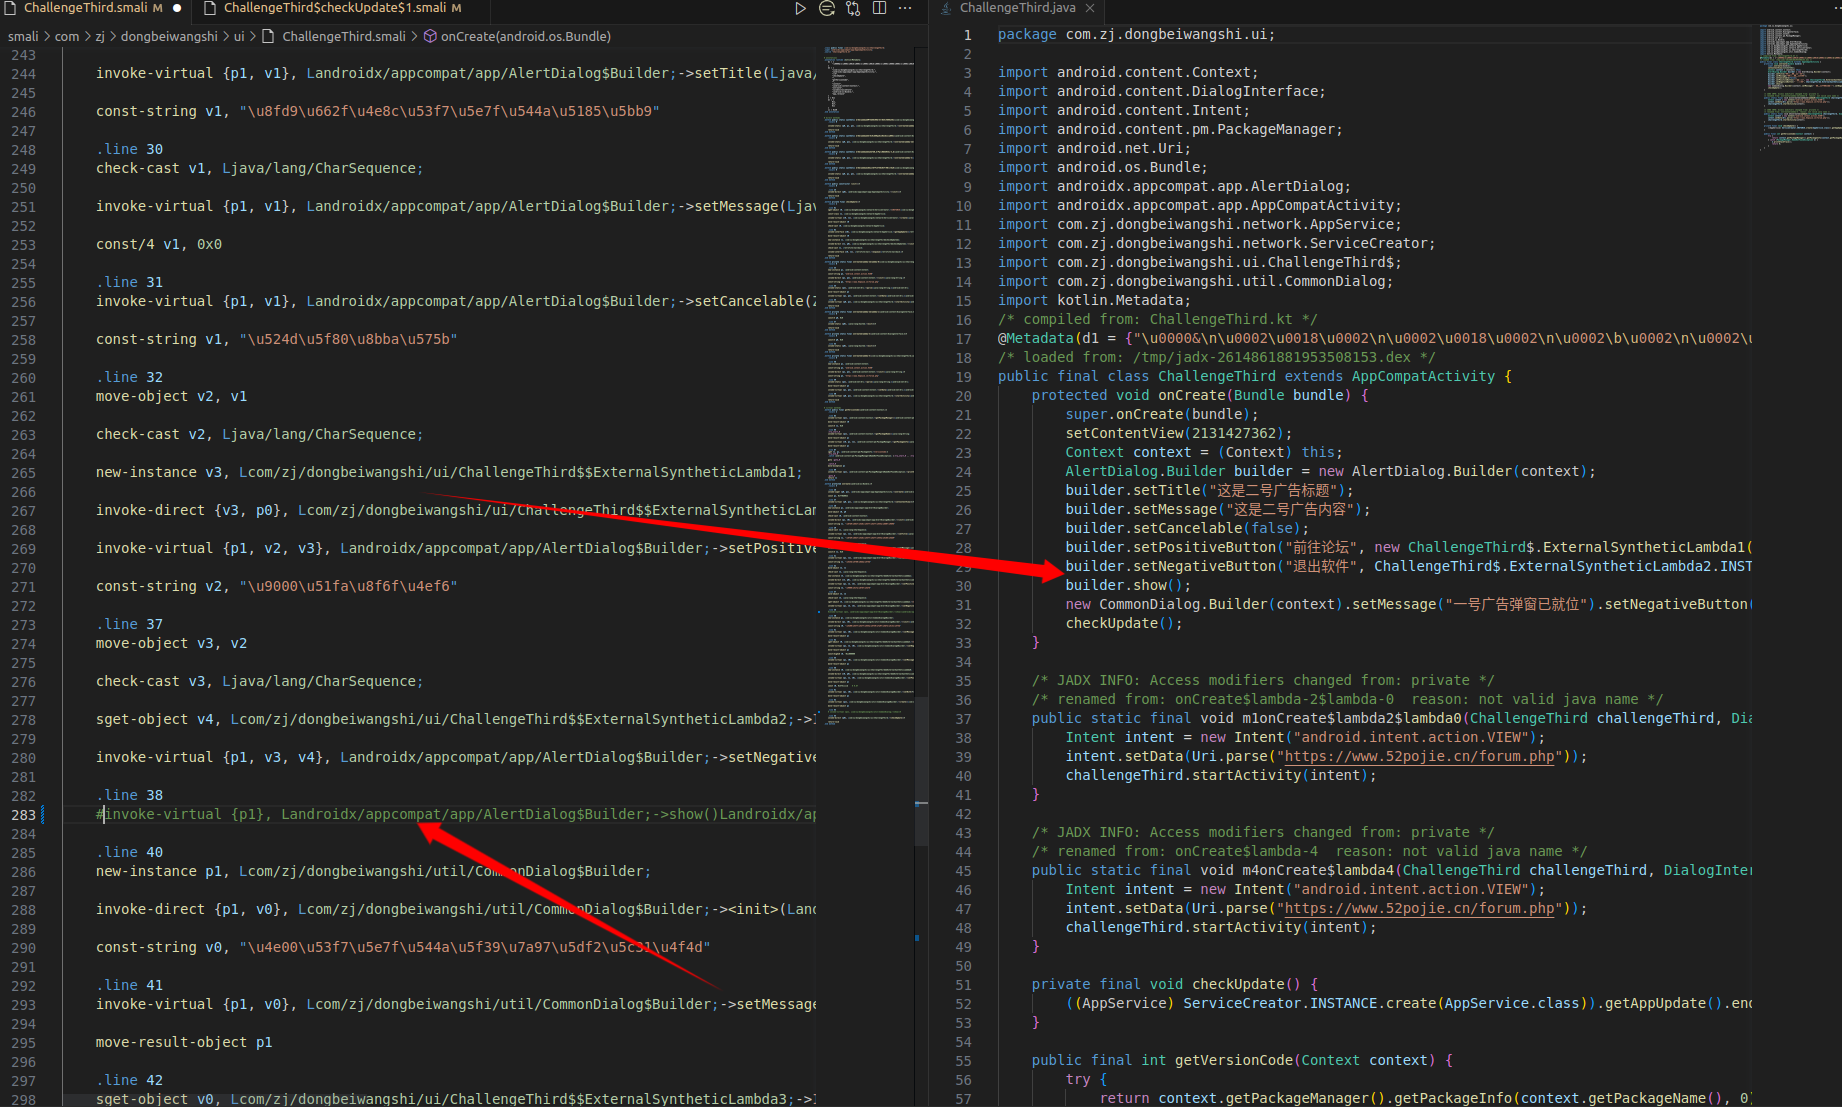 ChallengeThird.smali M ● ChallengeThird$checkUpdate$1.smali M
smali > com > zj > dongbeiwangshi > ui > ChallengeThird.smali > onCreate(android.os.Bundle)
243
244 invoke-virtual {p1, v1}, Landroidx/appcompat/app/AlertDialog$Builder;->setTitle(Ljava/
245
246 const-string v1, "\u8fd9\u662f\u4e8c\u53f7\u5e7f\u544a\u5185\u5bb9"
247
248 .line 30
249 check-cast v1, Ljava/lang/CharSequence;
250
251 invoke-virtual {p1, v1}, Landroidx/appcompat/app/AlertDialog$Builder;->setMessage(Ljav
252
253 const/4 v1, 0x0
254
255 .line 31
256 invoke-virtual {p1, v1}, Landroidx/appcompat/app/AlertDialog$Builder;->setCancelable(Z
257
258 const-string v1, "\u524d\u5f80\u8bba\u575b"
259
260 .line 32
261 move-object v2, v1
262
263 check-cast v2, Ljava/lang/CharSequence;
264
265 new-instance v3, Lcom/zj/dongbeiwangshi/ui/ChallengeThird$$ExternalSyntheticLambda1;
266
267 invoke-direct {v3, p0}, Lcom/zj/dongbeiwangshi/ui/ChallengeThird$$ExternalSyntheticLam
268
269 invoke-virtual {p1, v2, v3}, Landroidx/appcompat/app/AlertDialog$Builder;->setPositive
270
271 const-string v2, "\u9000\u51fa\u8f6f\u4ef6"
272
273 .line 37
274 move-object v3, v2
275
276 check-cast v3, Ljava/lang/CharSequence;
277
278 sget-object v4, Lcom/zj/dongbeiwangshi/ui/ChallengeThird$$ExternalSyntheticLambda2;->I
279
280 invoke-virtual {p1, v3, v4}, Landroidx/appcompat/app/AlertDialog$Builder;->setNegative
281
282 .line 38
283 #invoke-virtual {p1}, Landroidx/appcompat/app/AlertDialog$Builder;->show()Landroidx/ap
284
285 .line 40
286 new-instance p1, Lcom/zj/dongbeiwangshi/util/CommonDialog$Builder;
287
288 invoke-direct {p1, v0}, Lcom/zj/dongbeiwangshi/util/CommonDialog$Builder;-><init>(Land
289
290 const-string v0, "\u4e00\u53f7\u5e7f\u544a\u5f39\u7a97\u5df2\u5c31\u4f4d"
291
292 .line 41
293 invoke-virtual {p1, v0}, Lcom/zj/dongbeiwangshi/util/CommonDialog$Builder;->setMessage
294
295 move-result-object p1
296
297 .line 42
298 sget-object v0, Lcom/zj/dongbeiwangshi/ui/ChallengeThird$$ExternalSyntheticLambda3;->I
ChallengeThird.java
1 package com.zj.dongbeiwangshi.ui;
2
3 import android.content.Context;
4 import android.content.DialogInterface;
5 import android.content.Intent;
6 import android.content.pm.PackageManager;
7 import android.net.Uri;
8 import android.os.Bundle;
9 import androidx.appcompat.app.AlertDialog;
10 import androidx.appcompat.app.AppCompatActivity;
11 import com.zj.dongbeiwangshi.network.AppService;
12 import com.zj.dongbeiwangshi.network.ServiceCreator;
13 import com.zj.dongbeiwangshi.ui.ChallengeThird$;
14 import com.zj.dongbeiwangshi.util.CommonDialog;
15 import kotlin.Metadata;
16 /* compiled from: ChallengeThird.kt */
17 @Metadata(d1 = {"\u0000&\n\u0002\u0018\u0002\n\u0002\u0018\u0002\n\u0002\b\u0002\n\u0002\u
18 /* loaded from: /tmp/jadx-2614861881953508153.dex */
19 public final class ChallengeThird extends AppCompatActivity {
20 protected void onCreate(Bundle bundle) {
21 super.onCreate(bundle);
22 setContentView(2131427362);
23 Context context = (Context) this;
24 AlertDialog.Builder builder = new AlertDialog.Builder(context);
25 builder.setTitle("这是二号广告标题");
26 builder.setMessage("这是二号广告内容");
27 builder.setCancelable(false);
28 builder.setPositiveButton("前往论坛", new ChallengeThird$.ExternalSyntheticLambda1(
29 builder.setNegativeButton("退出软件", ChallengeThird$.ExternalSyntheticLambda2.INST
30 builder.show();
31 new CommonDialog.Builder(context).setMessage("一号广告弹窗已就位").setNegativeButton(
32 checkUpdate();
33 }
34
35 /* JADX INFO: Access modifiers changed from: private */
36 /* renamed from: onCreate$lambda-2$lambda-0 reason: not valid java name */
37 public static final void m1onCreate$lambda2$lambda0(ChallengeThird challengeThird, Dia
38 Intent intent = new Intent("android.intent.action.VIEW");
39 intent.setData(Uri.parse("https://www.52pojie.cn/forum.php"));
40 challengeThird.startActivity(intent);
41 }
42
43 /* JADX INFO: Access modifiers changed from: private */
44 /* renamed from: onCreate$lambda-4 reason: not valid java name */
45 public static final void m4onCreate$lambda4(ChallengeThird challengeThird, DialogInter
46 Intent intent = new Intent("android.intent.action.VIEW");
47 intent.setData(Uri.parse("https://www.52pojie.cn/forum.php"));
48 challengeThird.startActivity(intent);
49 }
50
51 private final void checkUpdate() {
52 ((AppService) ServiceCreator.INSTANCE.create(AppService.class)).getAppUpdate().enq
53 }
54
55 public final int getVersionCode(Context context) {
56 try {
57 return context.getPackageManager().getPackageInfo(context.getPackageName(), 0)